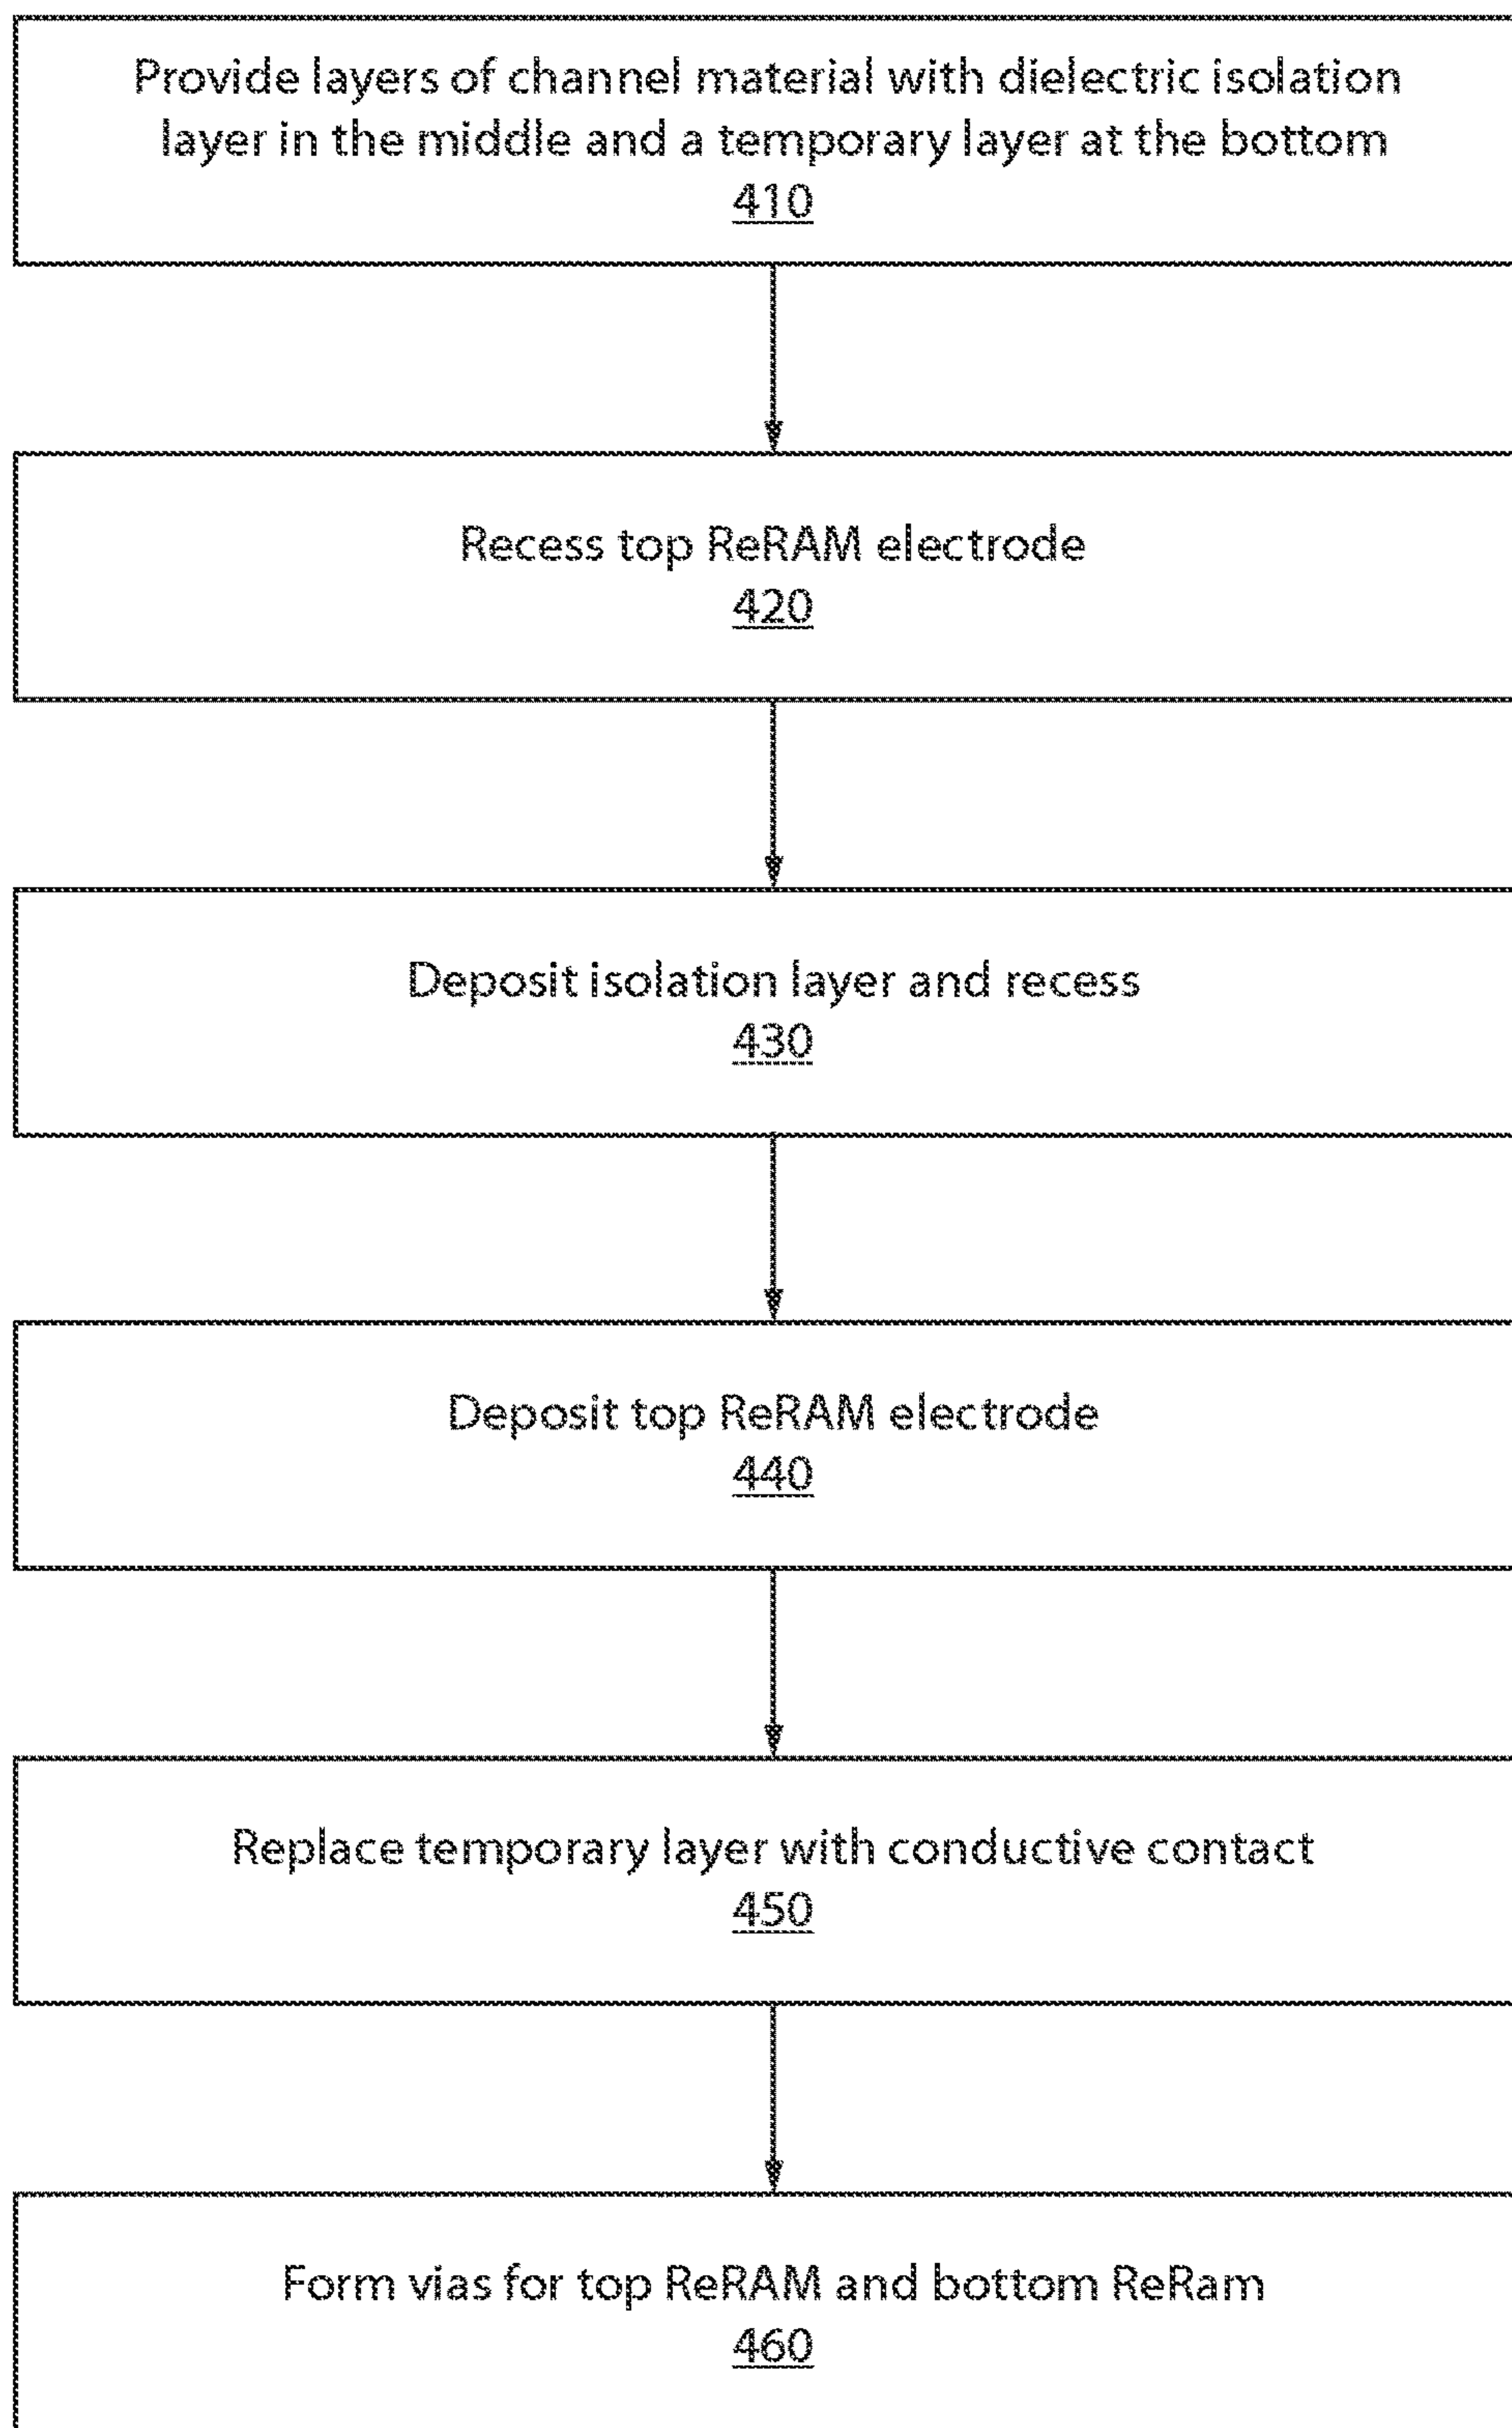 Provide layers of channel material with dielectric isolation
layer in the middle and a temporary layer at the bottom
410
Recess top ReRAM electrode
420
Deposit isolation layer and recess
430
Deposit top ReRAM electrode
440
Replace temporary layer with conductive contact
450
Form vias for top ReRAM and bottom ReRam
460